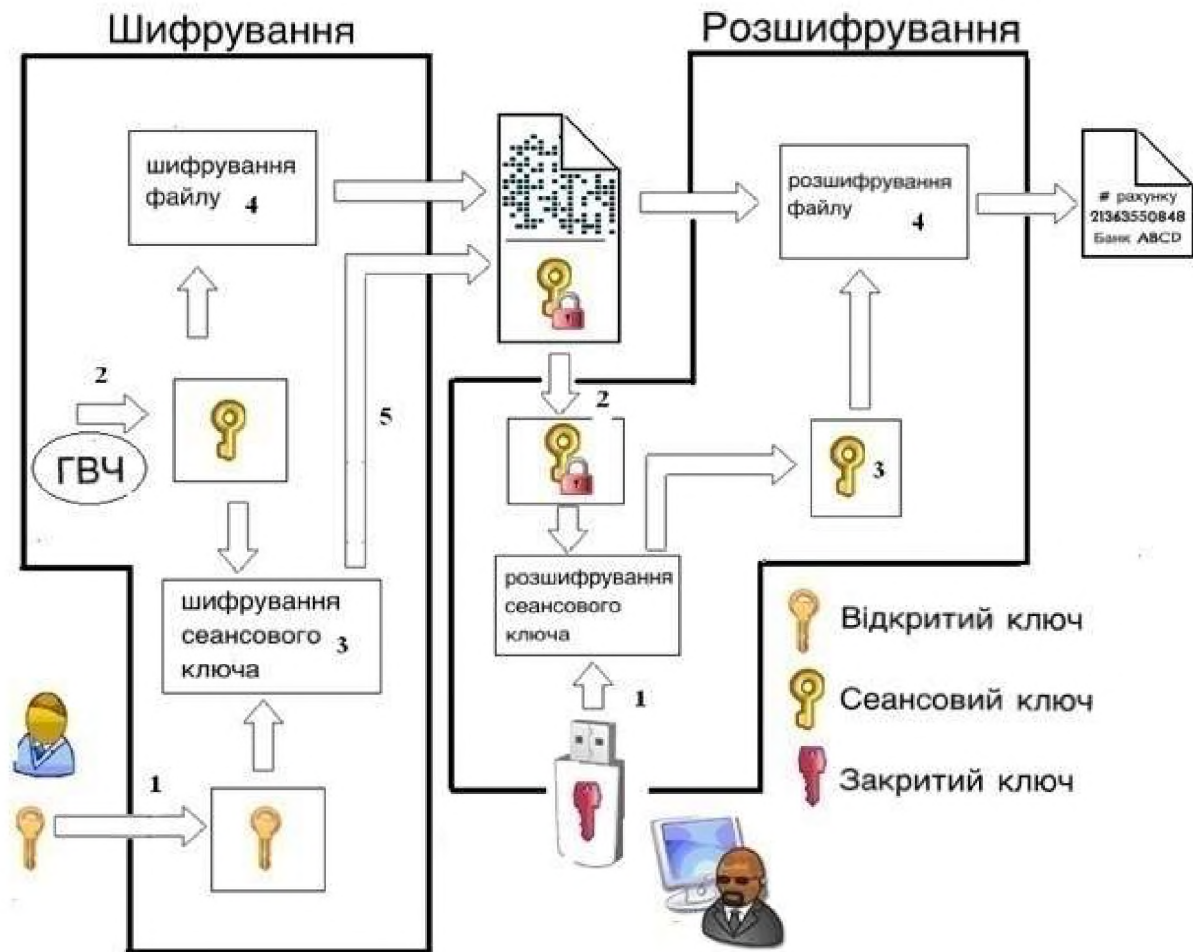 Шифрування
Розшифрування
шифрування
файлу 4
2
ГВЧ
5
шифрування
сеансового 3
ключа
1
розшифрування
файлу 4
# рахунку
21363550848
Банк ABCD
2
3
розшифрування
сеансового
ключа
1
Відкритий ключ
Сеансовий ключ
Закритий ключ